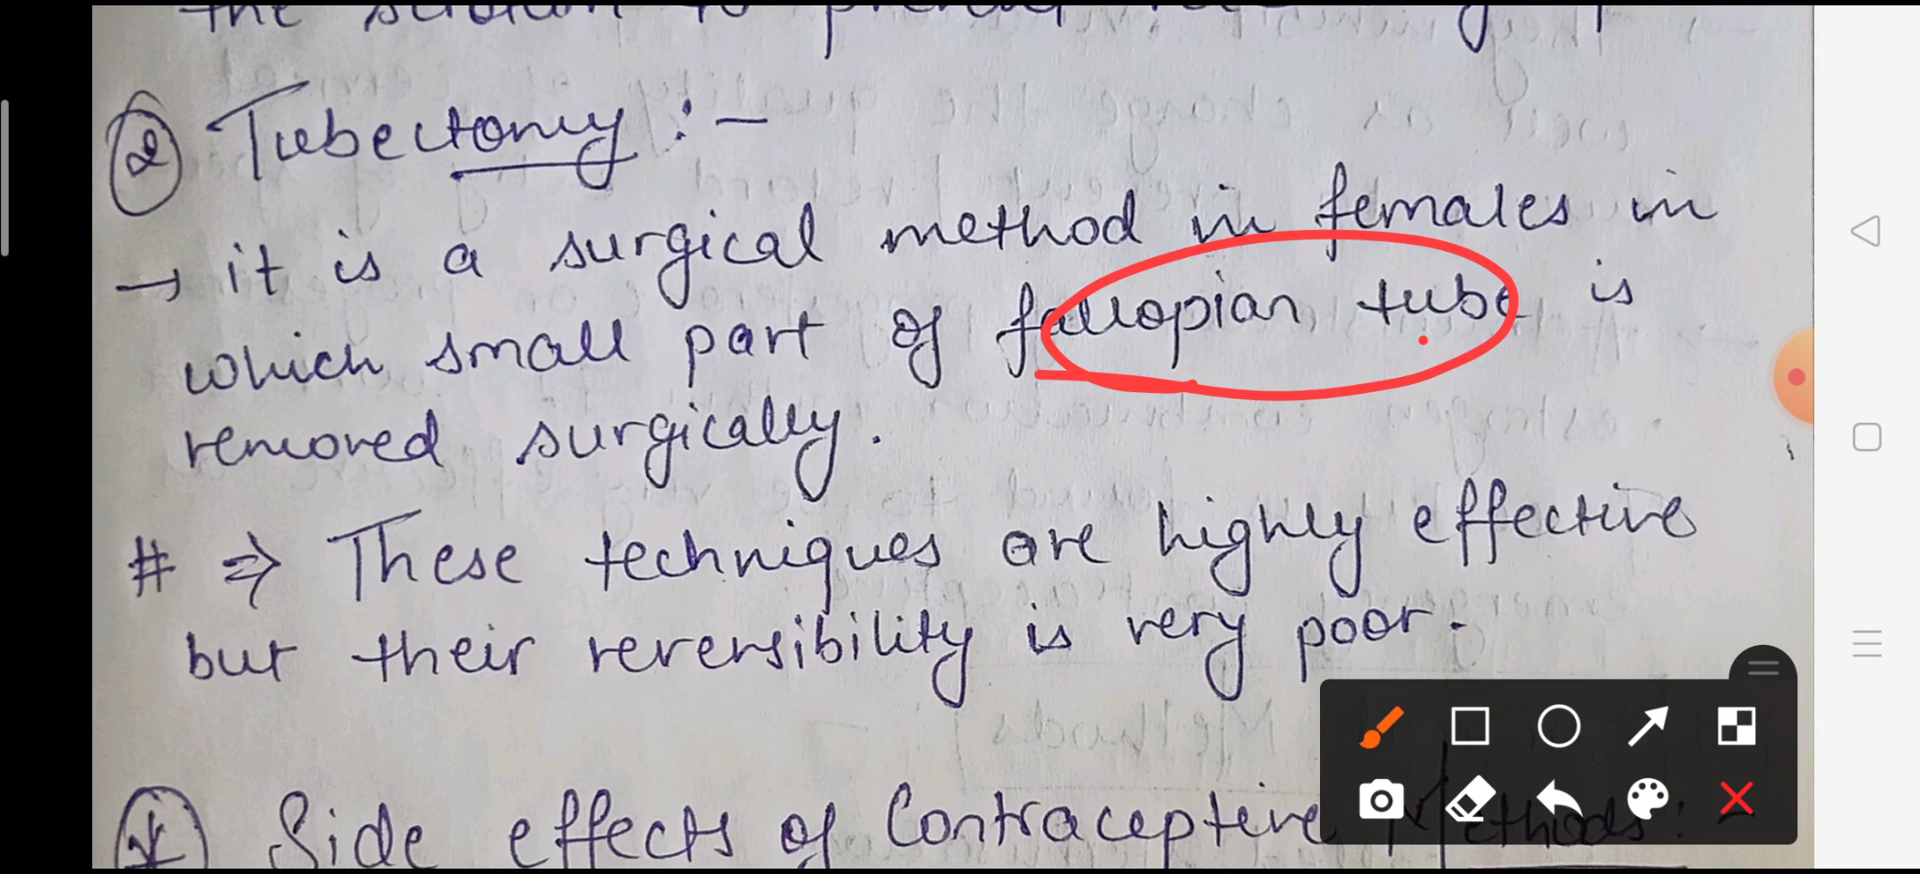 ② Tubectomy :-
→ it is a surgical method in females in
which small part of fallopian tube is
removed surgically.
# ⇒ These techniques are highly effective
but their reversibility is very poor.
Side effects of Contraceptive Methods: